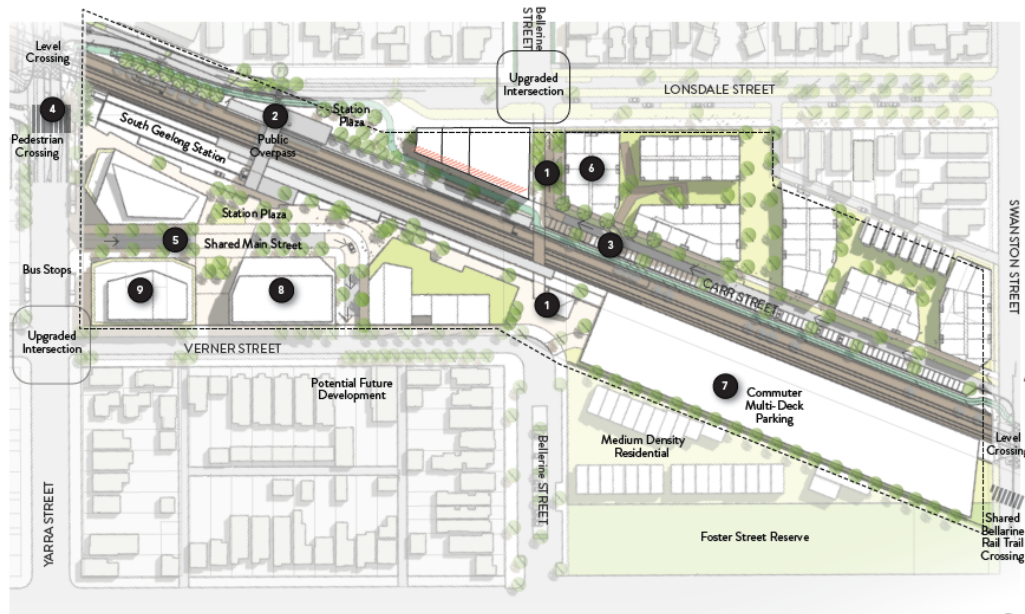 Bellerine
STREET
Level
Crossing
4
Pedestrian
Crossing
South Geelong Station
2
Public
Overpass
Station
Plaza
Upgraded
Intersection
LONSDALE STREET
1
6
Station Plaza
5
Shared Main Street
3
CARR STREET
SWANSTON STREET
Bus Stops
9
8
1
Upgraded
Intersection
VERNER STREET
Potential Future
Development
7
Commuter
Multi-Deck
Parking
Medium Density
Residential
Level
Crossing
YARRA STREET
Bellerine STREET
Foster Street Reserve
Shared
Bellarine
Rail Trail
Crossing